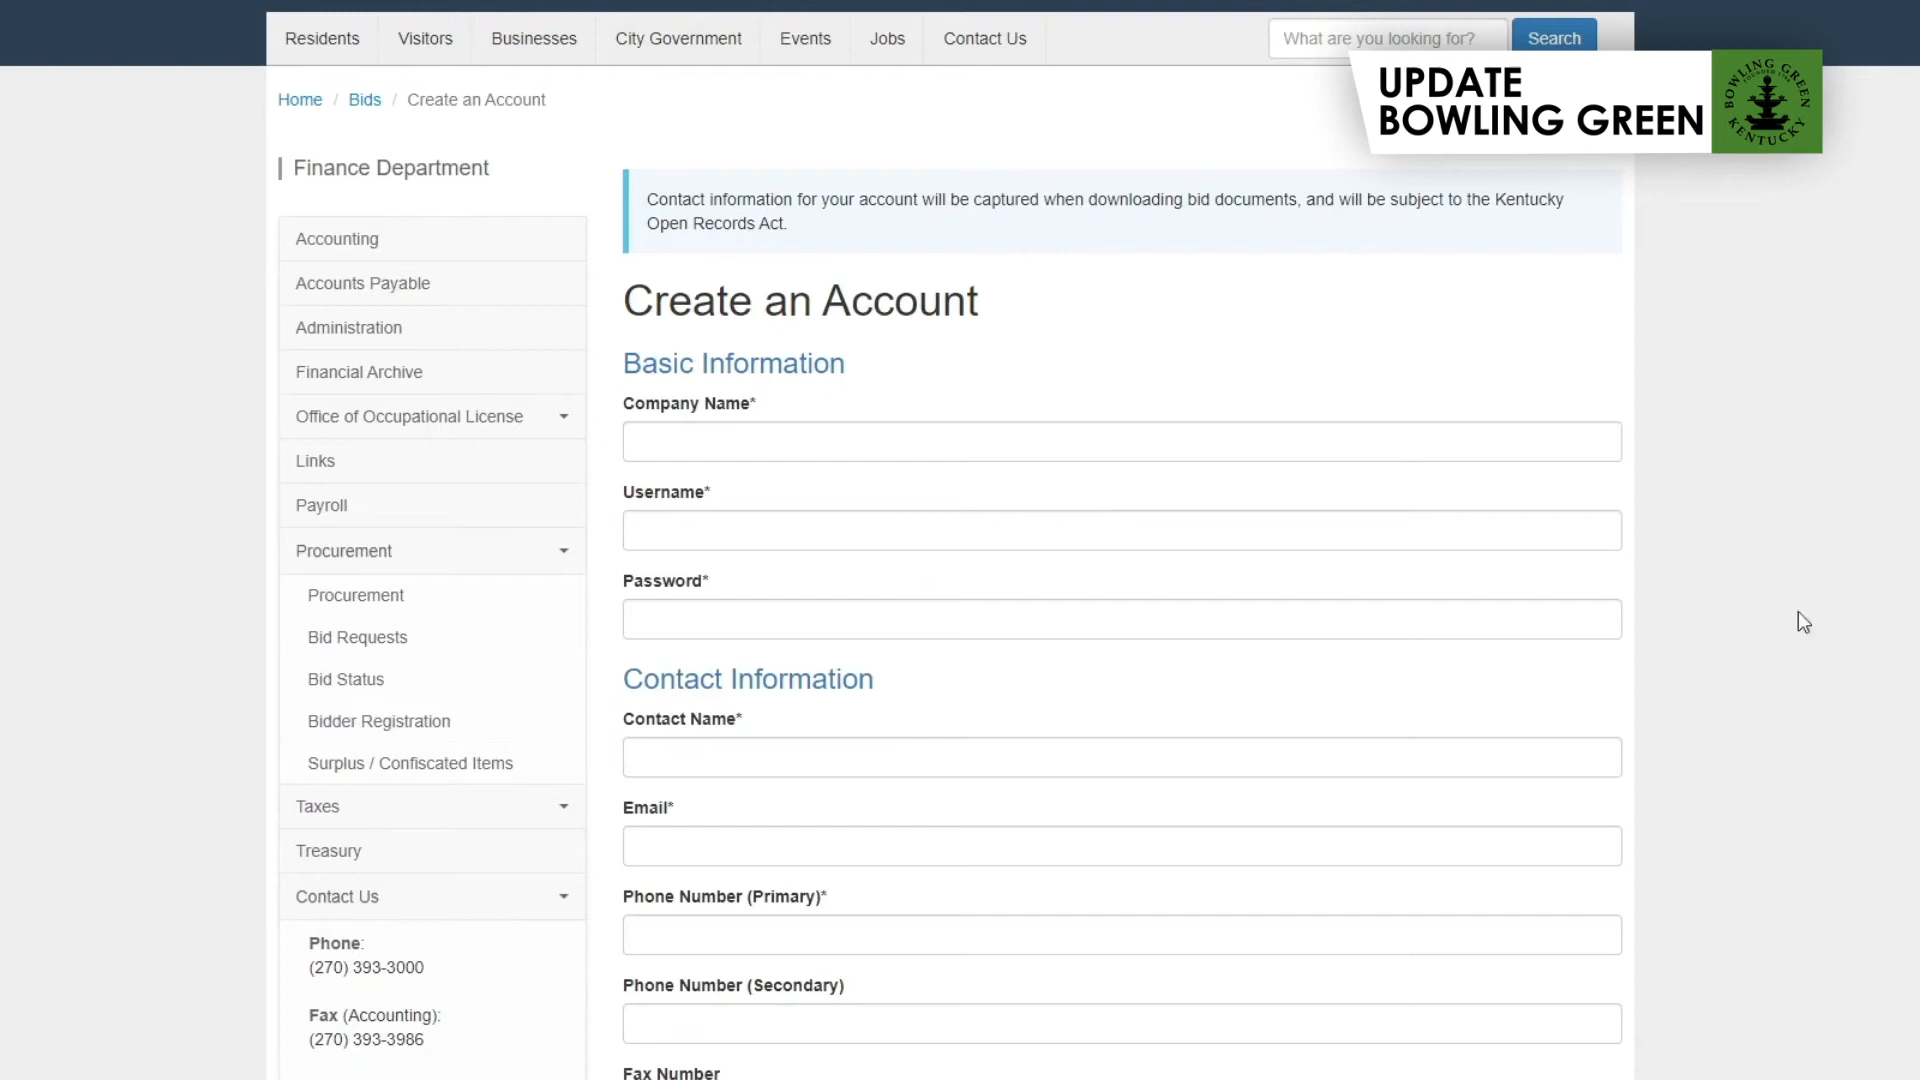 Residents
Visitors
Businesses
City Government
Events
Jobs
Contact Us
What are you looking for?
Search
UPDATE
BOWLING GREEN
BOWLING GREEN
KENTUCKY
Home / Bids / Create an Account
Finance Department
Accounting
Accounts Payable
Administration
Financial Archive
Office of Occupational License
Links
Payroll
Procurement
Procurement
Bid Requests
Bid Status
Bidder Registration
Surplus / Confiscated Items
Taxes
Treasury
Contact Us
Phone:
(270) 393-3000
Fax (Accounting):
(270) 393-3986
Contact information for your account will be captured when downloading bid documents, and will be subject to the Kentucky
Open Records Act.
Create an Account
Basic Information
Company Name*
Username*
Password*
Contact Information
Contact Name*
Email*
Phone Number (Primary)*
Phone Number (Secondary)
Fax Number